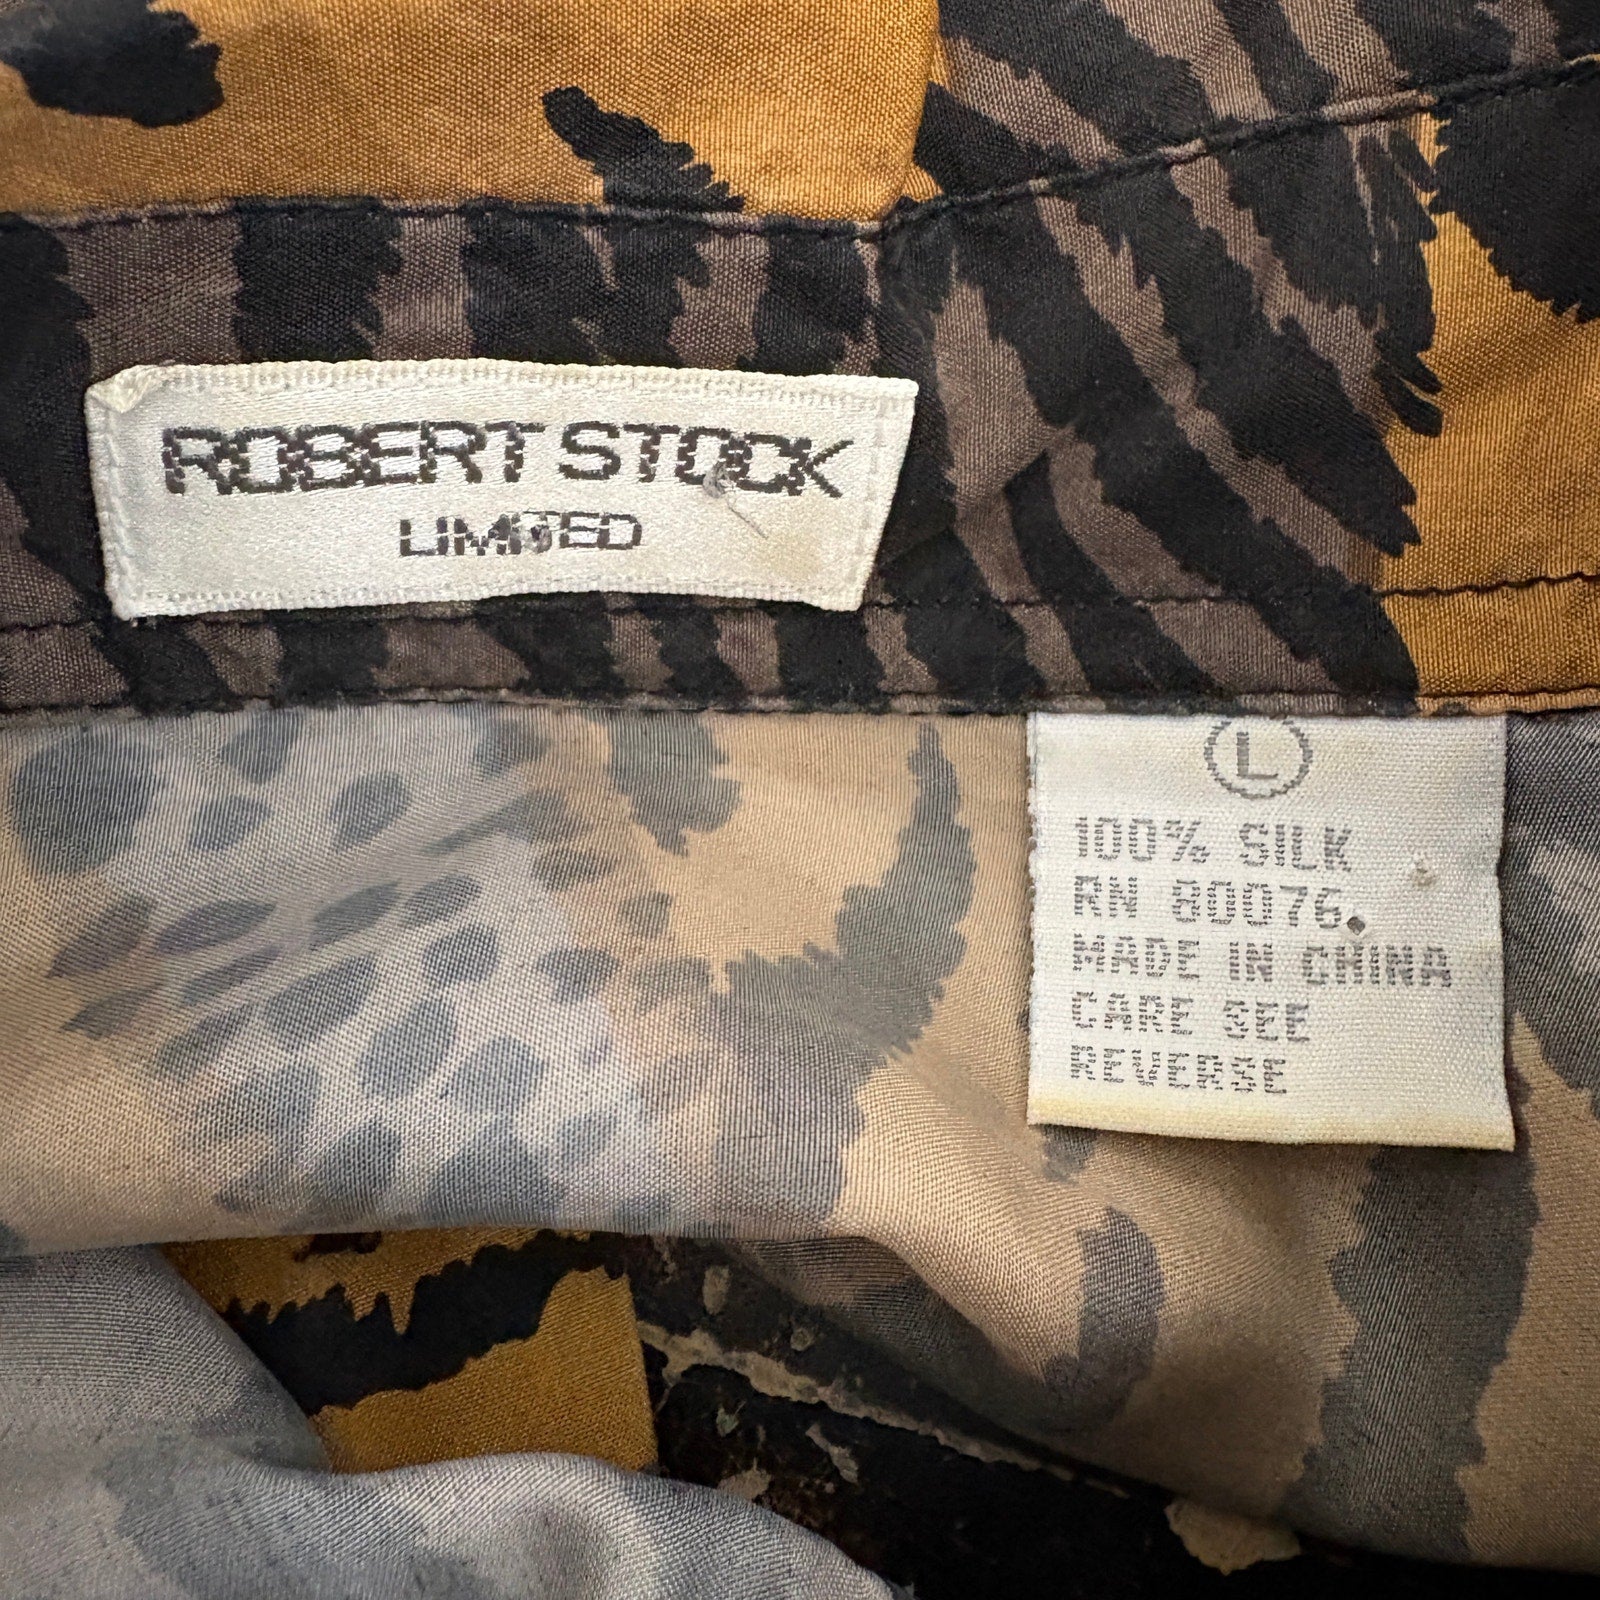 ROBERT STOCK
LIMITED
L
100% SILK
RN 60076
MADE IN CHINA
CARE SEE
REVERSE